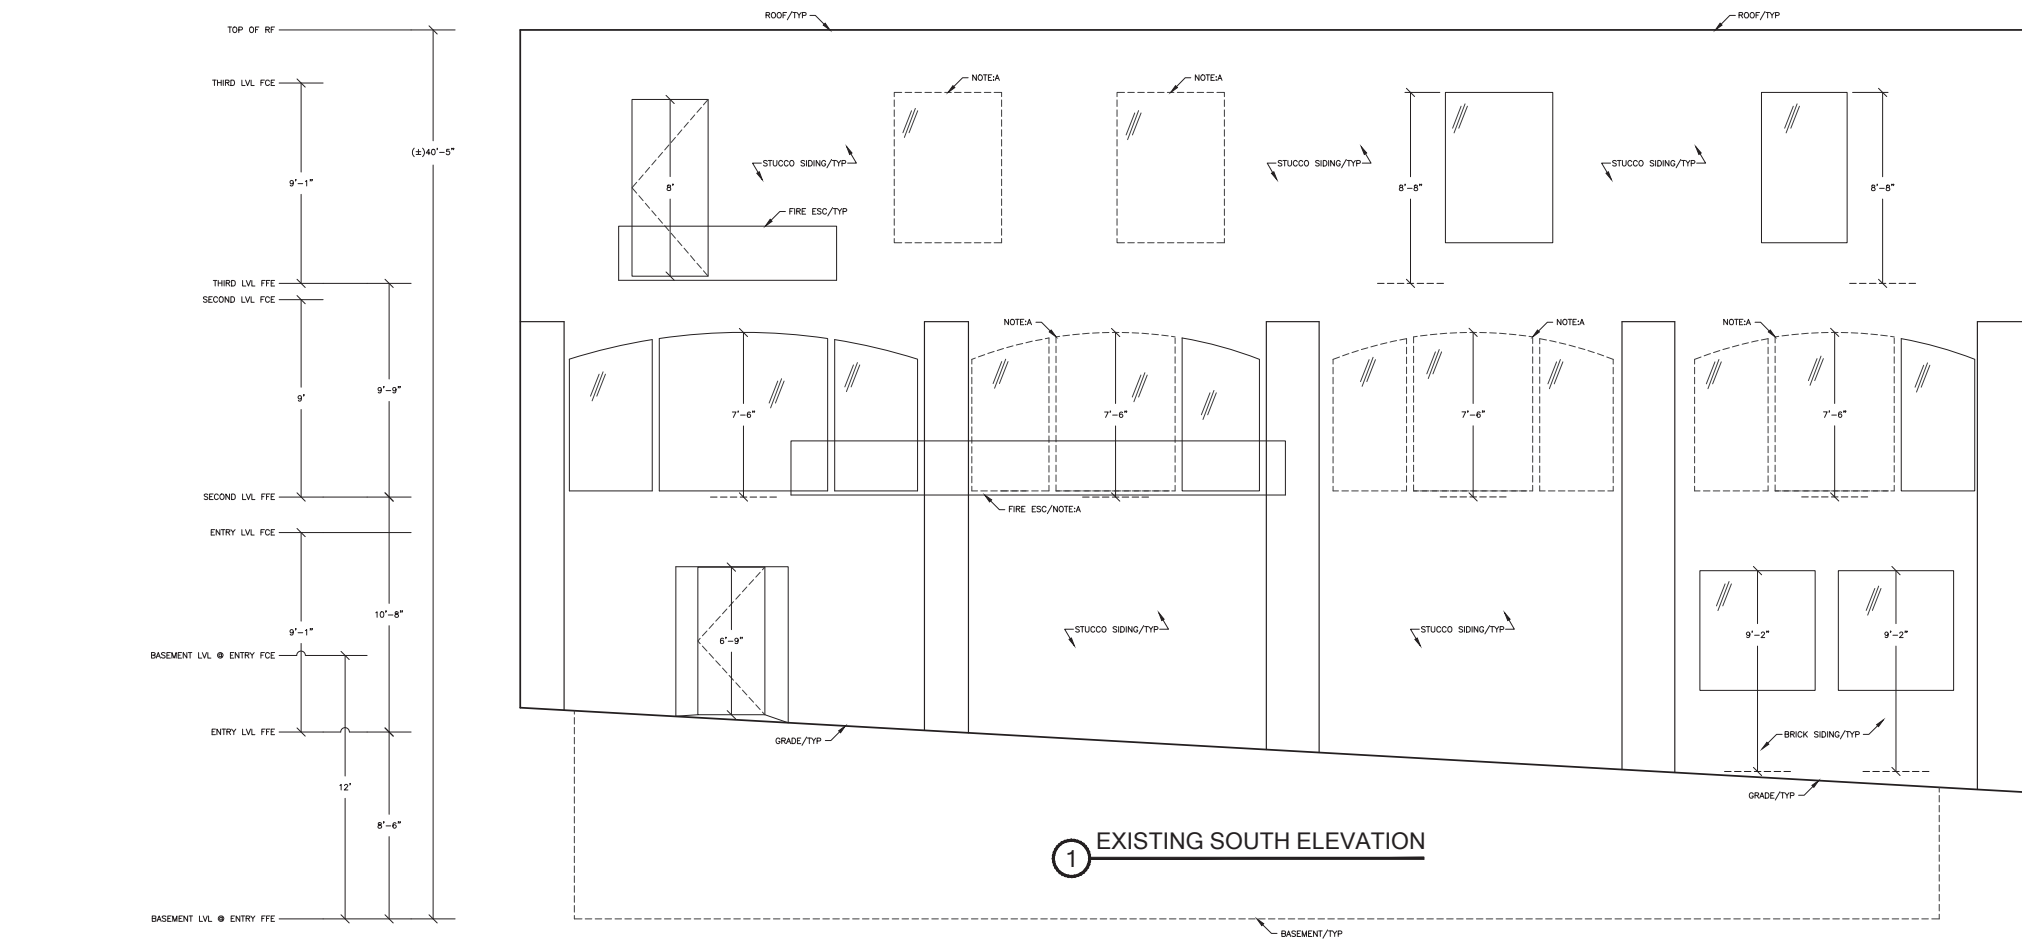 ROOF/TYP
ROOF/TYP
TOP OF RF
THIRD LVL FCE
NOTE:A
NOTE:A
(±)40'-5"
STUCCO SIDING/TYP
STUCCO SIDING/TYP
STUCCO SIDING/TYP
9'-1"
8'
8'-8"
8'-8"
FIRE ESC/TYP
THIRD LVL FFE
SECOND LVL FCE
NOTE:A
NOTE:A
NOTE:A
9'-9"
9'
7'-6"
7'-6"
7'-6"
7'-6"
SECOND LVL FFE
FIRE ESC/NOTE:A
ENTRY LVL FCE
10'-8"
9'-1"
STUCCO SIDING/TYP
STUCCO SIDING/TYP
9'-2"
9'-2"
6'-9"
BASEMENT LVL @ ENTRY FCE
ENTRY LVL FFE
GRADE/TYP
BRICK SIDING/TYP
12'
GRADE/TYP
8'-6"
EXISTING SOUTH ELEVATION
1
BASEMENT LVL @ ENTRY FFE
BASEMENT/TYP